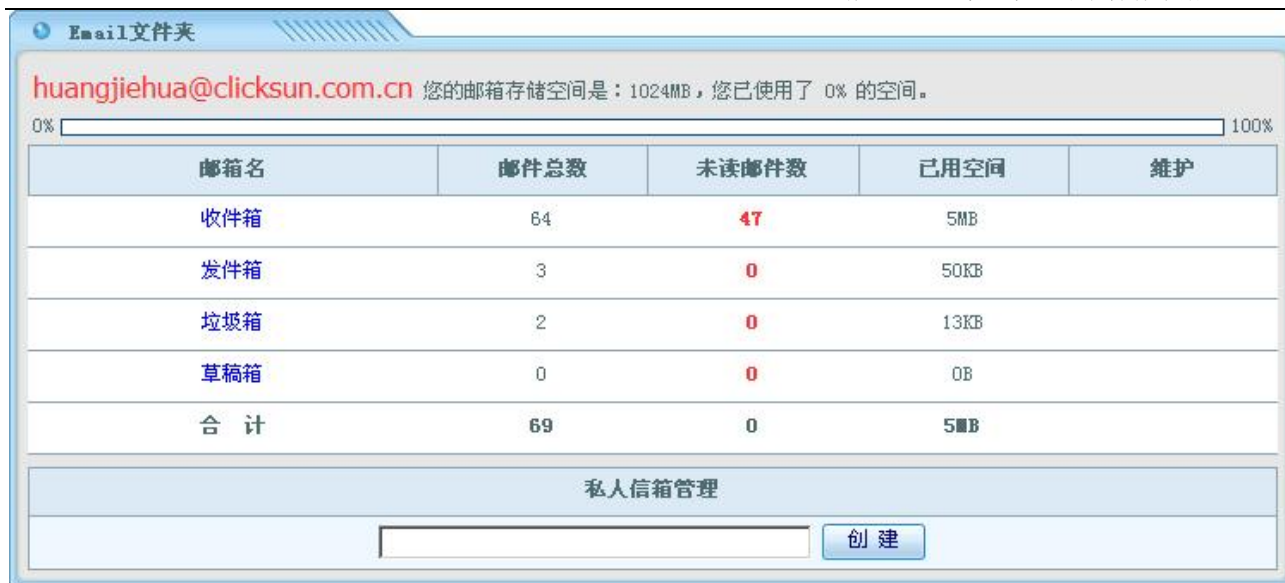 Email文件夹
huangjiehua@clicksun.com.cn 您的邮箱存储空间是：1024MB，您已使用了 0% 的空间。
0% 100%
邮箱名 邮件总数 未读邮件数 已用空间 维护
收件箱 64 47 5MB
发件箱 3 0 50KB
垃圾箱 2 0 13KB
草稿箱 0 0 0B
合 计 69 0 5MB
私人信箱管理
创 建